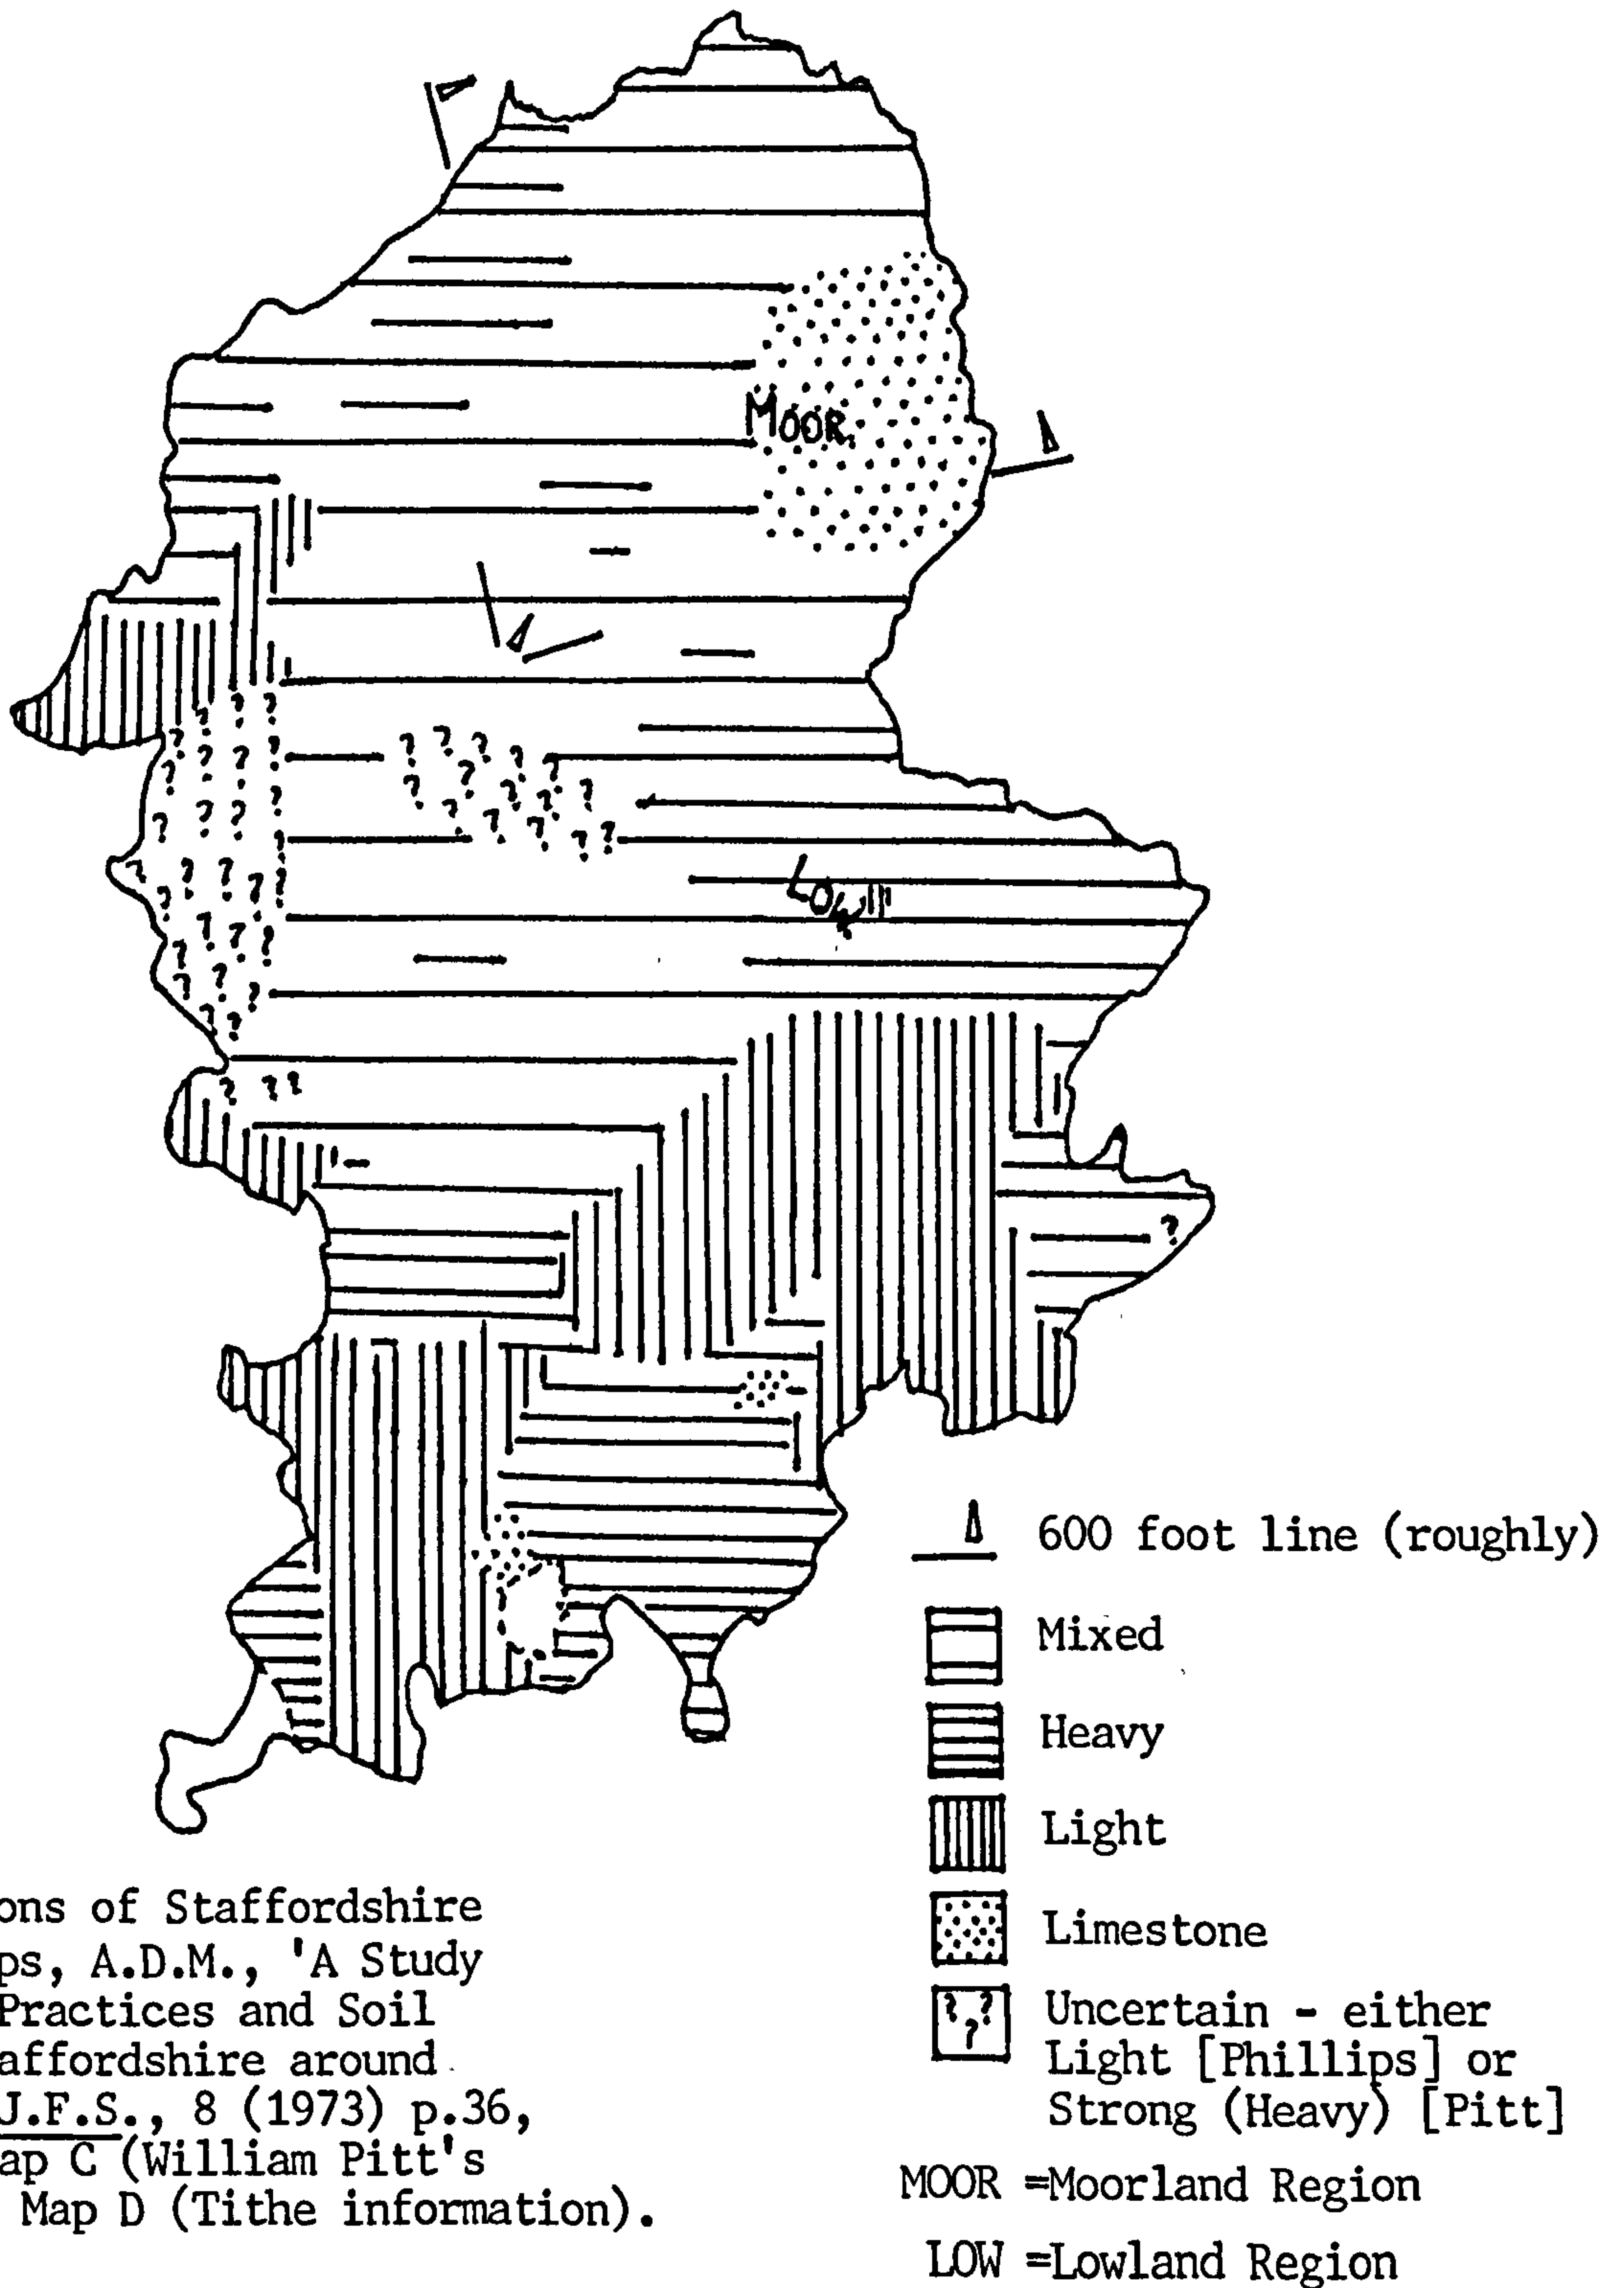 MOOR
LOW
600 foot line (roughly)
Mixed
Heavy
Light
Limestone
Uncertain - either
Light [Phillips] or
Strong (Heavy) [Pitt]
MOOR =Moorland Region
LOW =Lowland Region
ons of Staffordshire
ps, A.D.M., 'A Study
Practices and Soil
affordshire around
J.F.S., 8 (1973) p.36,
ap C (William Pitt's
Map D (Tithe information).